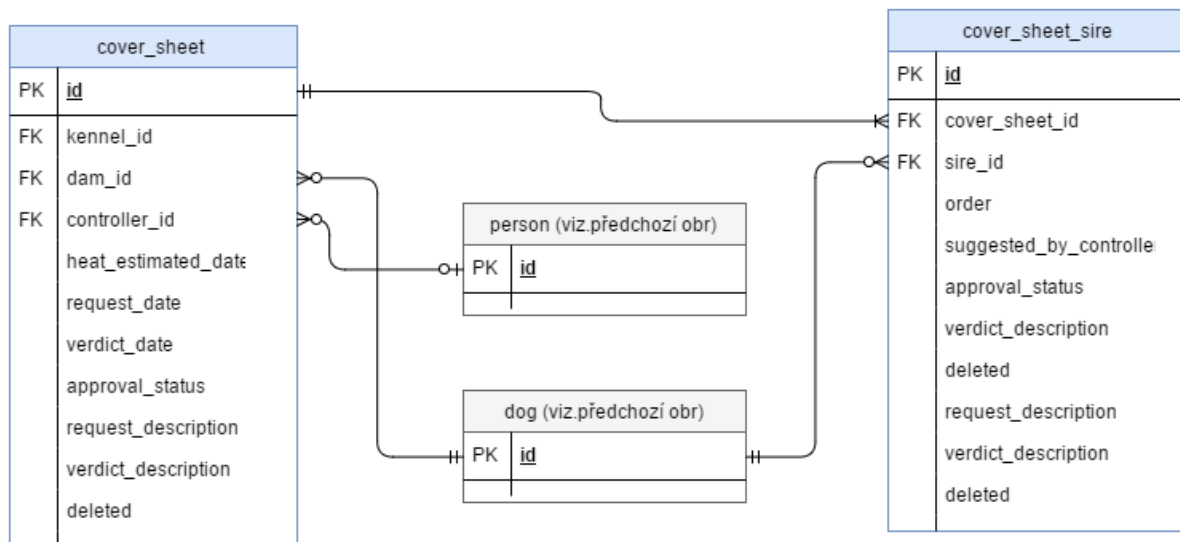 cover_sheet
PK id
FK kennel_id
FK dam_id
FK controller_id
heat_estimated_date
request_date
verdict_date
approval_status
request_description
verdict_description
deleted
person (viz.předchozí obr)
PK id
dog (viz.předchozí obr)
PK id
cover_sheet_sire
PK id
FK cover_sheet_id
FK sire_id
order
suggested_by_controlle
approval_status
verdict_description
deleted
request_description
verdict_description
deleted